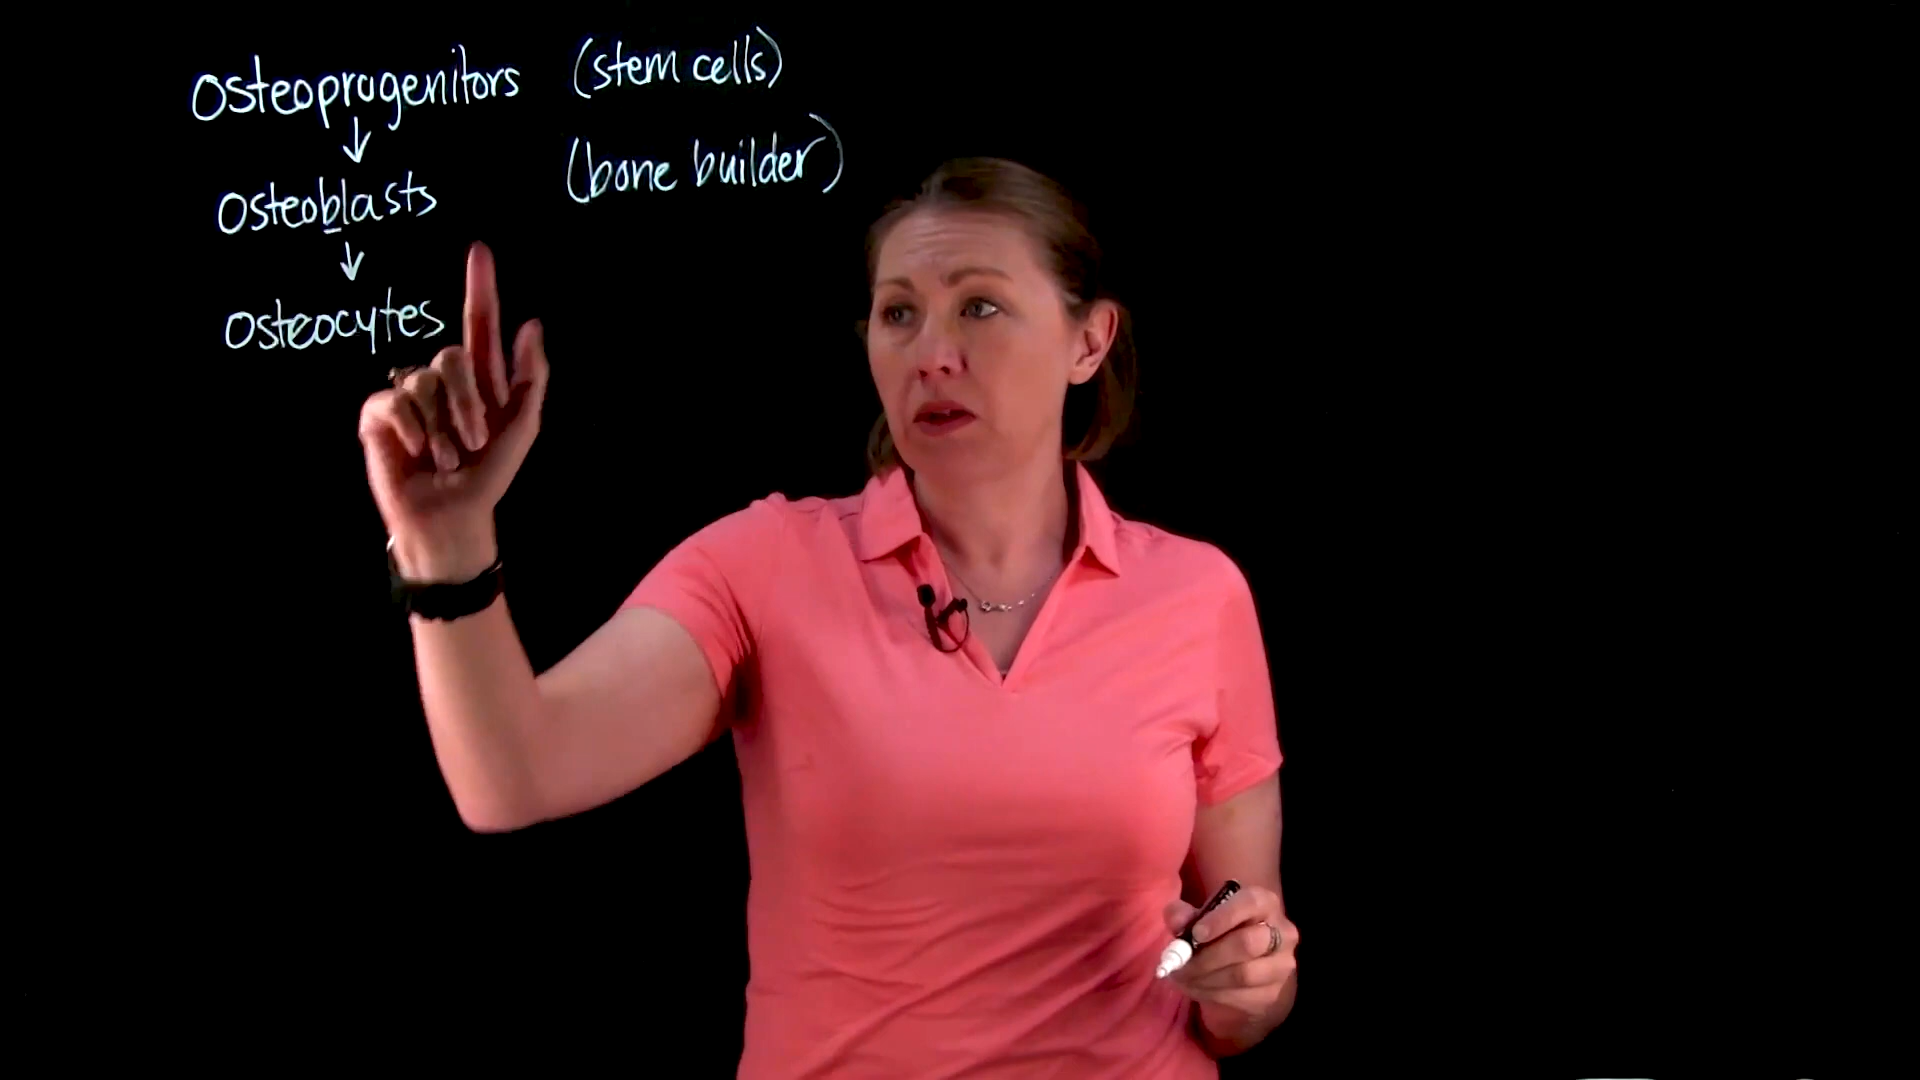 Osteoprogenitors (stem cells)
↓
Osteoblasts (bone builder)
↓
Osteocytes